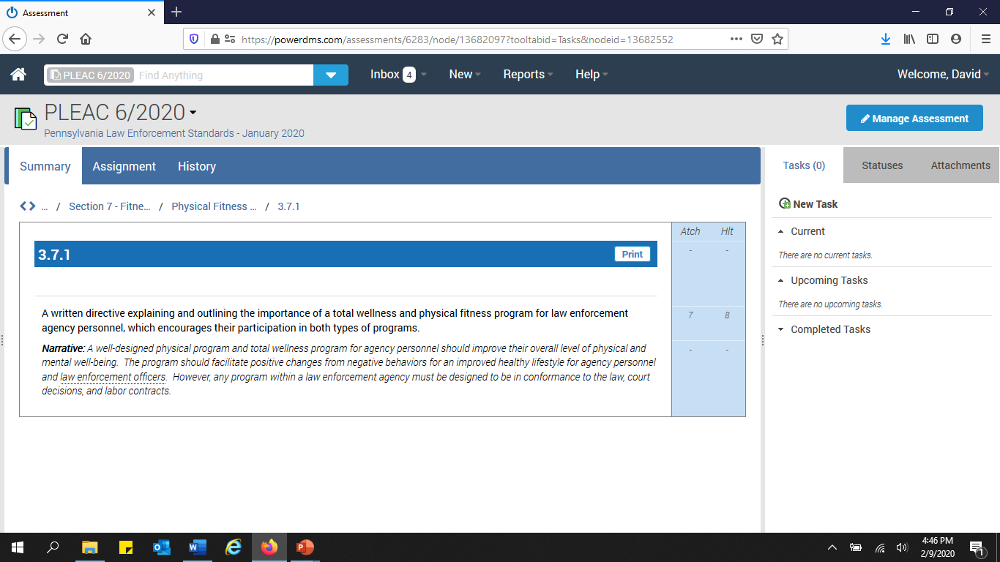 Assessment
https://powerdms.com/assessments/6283/node/13682097?tooltabid=Tasks&nodeid=13682552
PLEAC 6/2020 Find Anything
Inbox 4 New Reports Help Welcome, David
PLEAC 6/2020
Pennsylvania Law Enforcement Standards - January 2020
Manage Assessment
Summary Assignment History
Tasks (0) Statuses Attachments
... / Section 7 - Fitne... / Physical Fitness ... / 3.7.1
Atch Hlt
3.7.1 Print
- -
A written directive explaining and outlining the importance of a total wellness and physical fitness program for law enforcement
agency personnel, which encourages their participation in both types of programs.
7 8
Narrative: A well-designed physical program and total wellness program for agency personnel should improve their overall level of physical and
mental well-being. The program should facilitate positive changes from negative behaviors for an improved healthy lifestyle for agency personnel
and law enforcement officers. However, any program within a law enforcement agency must be designed to be in conformance to the law, court
decisions, and labor contracts.
- -
New Task
Current
There are no current tasks.
Upcoming Tasks
There are no upcoming tasks.
Completed Tasks
4:46 PM
2/9/2020
1